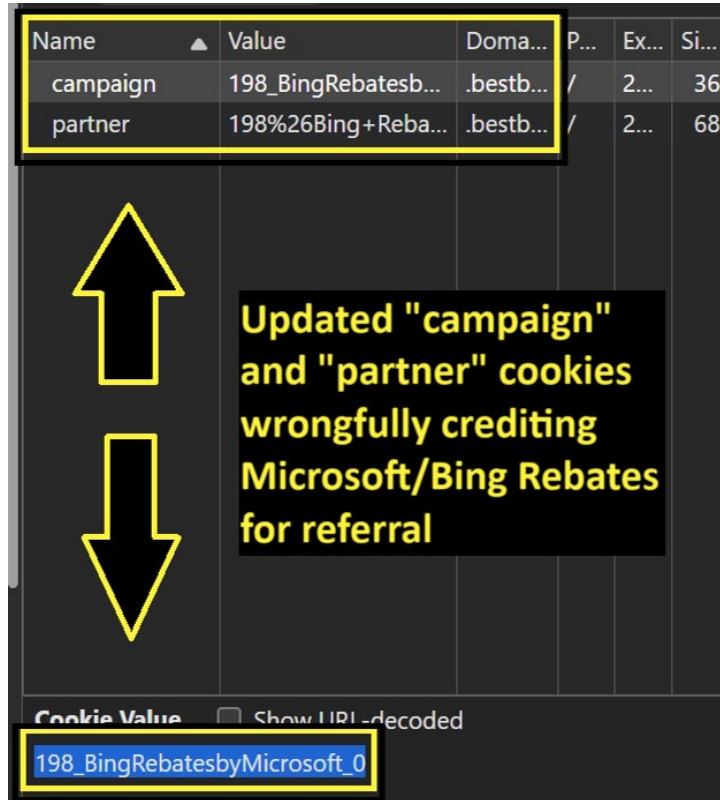 Name ▲ Value Doma... P... Ex... Si...
campaign 198_BingRebatesb... .bestb... / 2... 36
partner 198%26Bing+Reba... .bestb... / 2... 68
Updated "campaign"
and "partner" cookies
wrongfully crediting
Microsoft/Bing Rebates
for referral
Cookie Value Show URL-decoded
198_BingRebatesbyMicrosoft_0